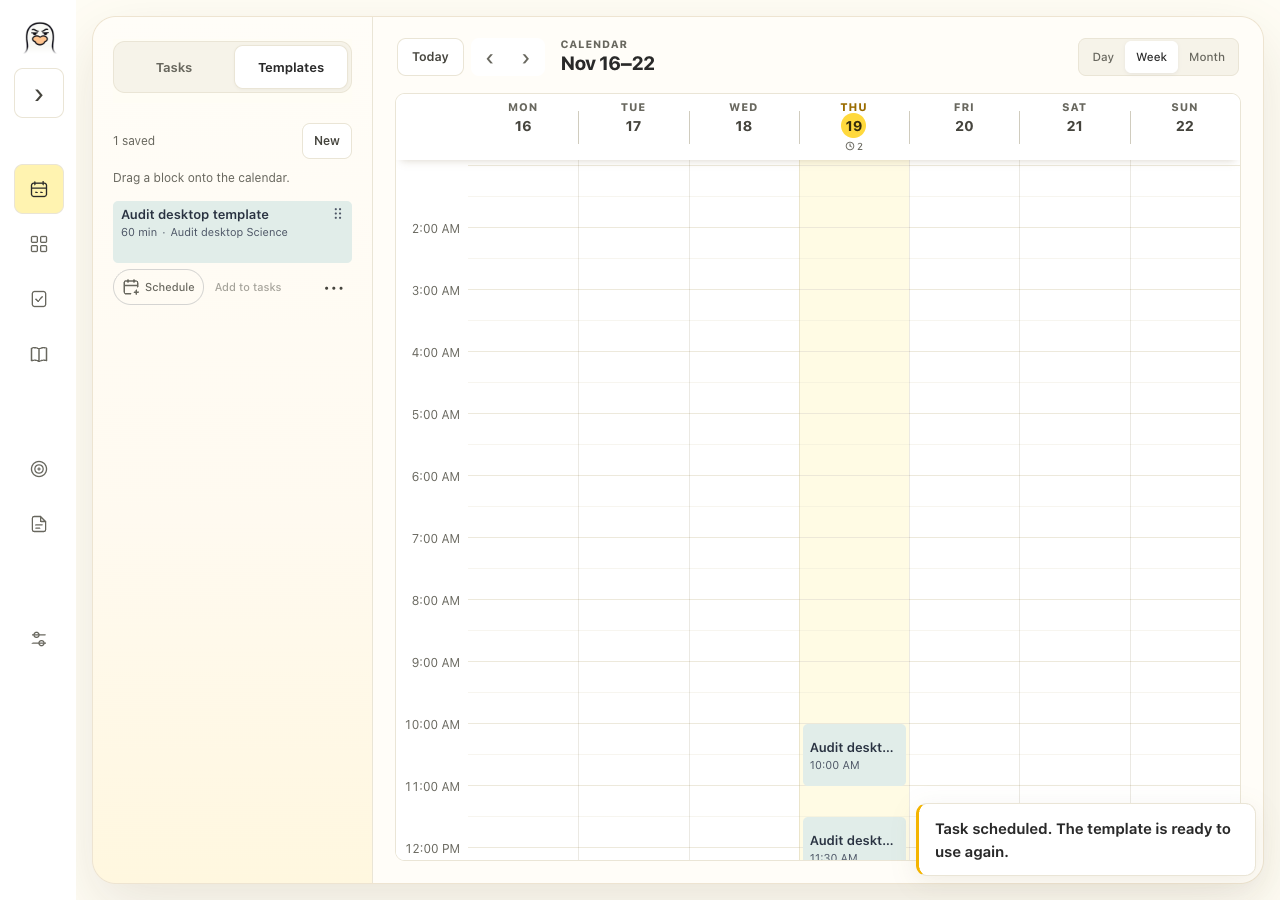 Tasks
Templates
1 saved
New
Drag a block onto the calendar.
Audit desktop template
60 min · Audit desktop Science
Schedule
Add to tasks
Today
CALENDAR
Nov 16–22
Day
Week
Month
MON
16
TUE
17
WED
18
THU
19
2
FRI
20
SAT
21
SUN
22
2:00 AM
3:00 AM
4:00 AM
5:00 AM
6:00 AM
7:00 AM
8:00 AM
9:00 AM
10:00 AM
11:00 AM
12:00 PM
Audit deskt...
10:00 AM
Audit deskt...
11:30 AM
Task scheduled. The template is ready to
use again.